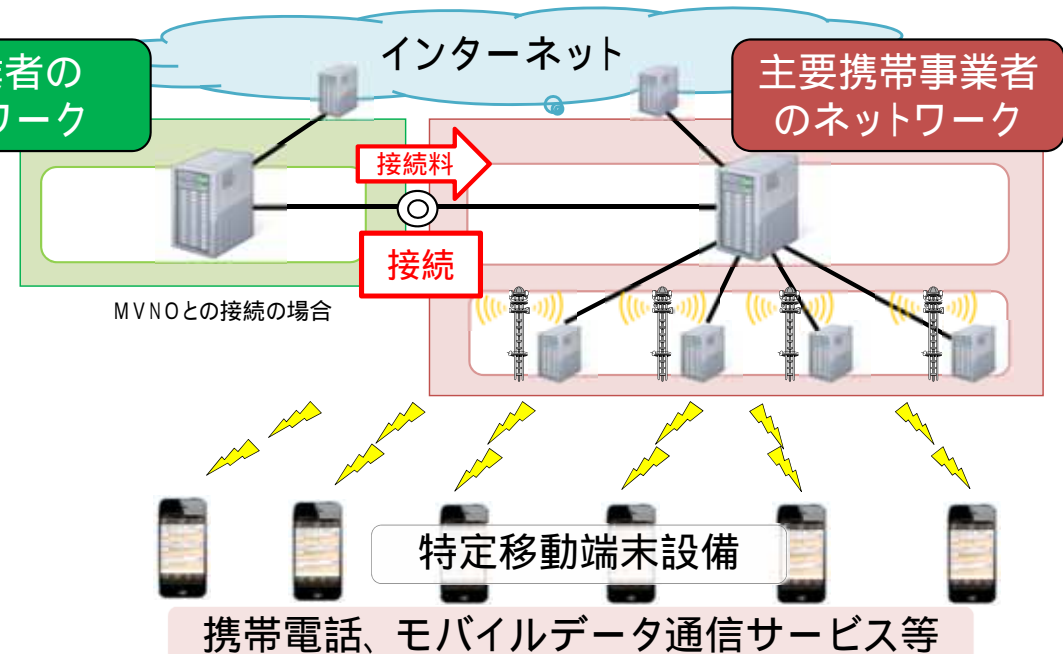 インターネット
者の
ワーク
主要携帯事業者
のネットワーク
接続料
接続
MVNOとの接続の場合
特定移動端末設備
携帯電話、モバイルデータ通信サービス等